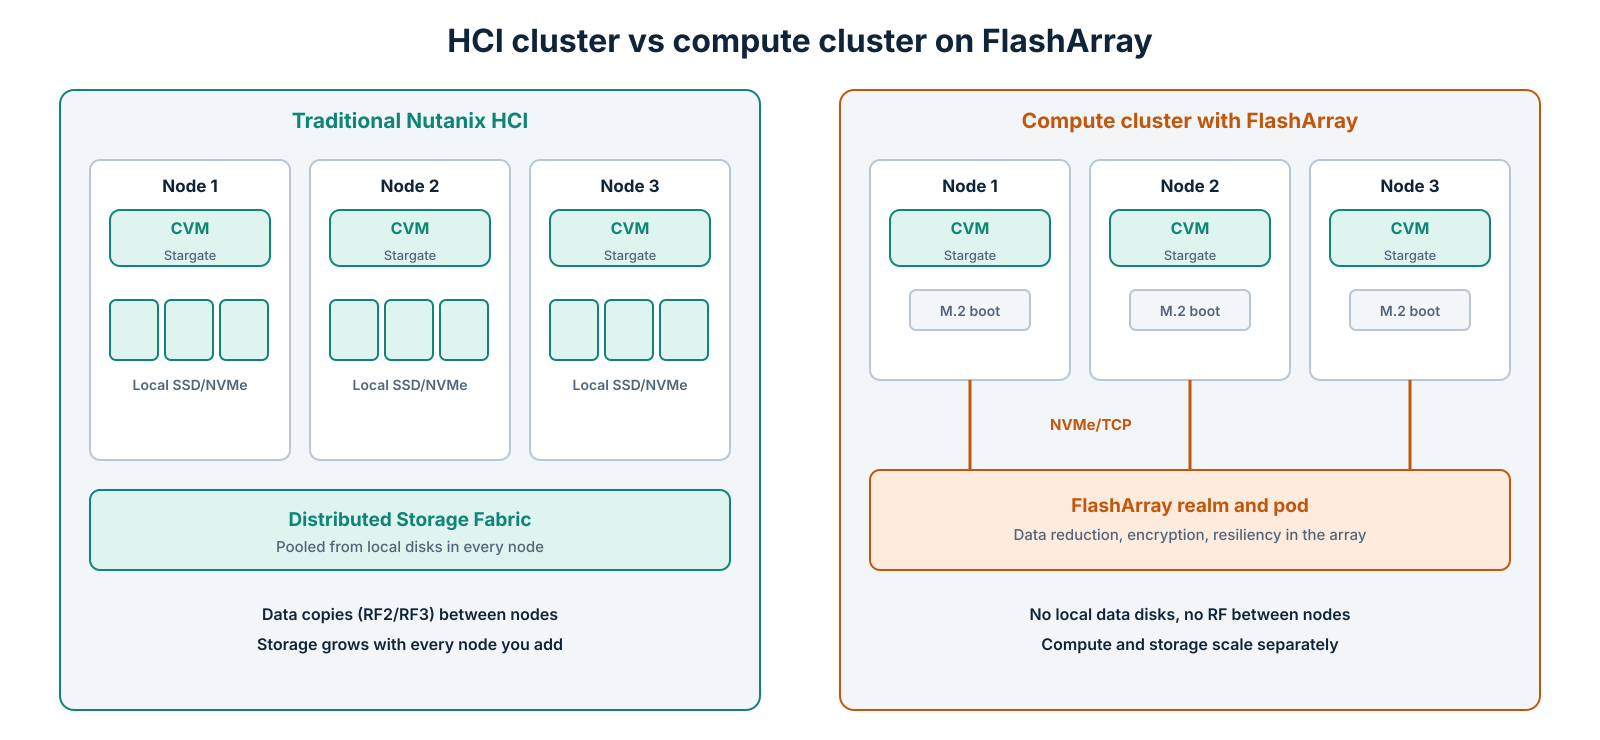 HCI cluster vs compute cluster on FlashArray
Traditional Nutanix HCI
Node 1
CVM
Stargate
Local SSD/NVMe
Node 2
CVM
Stargate
Local SSD/NVMe
Node 3
CVM
Stargate
Local SSD/NVMe
Distributed Storage Fabric
Pooled from local disks in every node
Data copies (RF2/RF3) between nodes
Storage grows with every node you add
Compute cluster with FlashArray
Node 1
CVM
Stargate
M.2 boot
Node 2
CVM
Stargate
M.2 boot
Node 3
CVM
Stargate
M.2 boot
NVMe/TCP
FlashArray realm and pod
Data reduction, encryption, resiliency in the array
No local data disks, no RF between nodes
Compute and storage scale separately